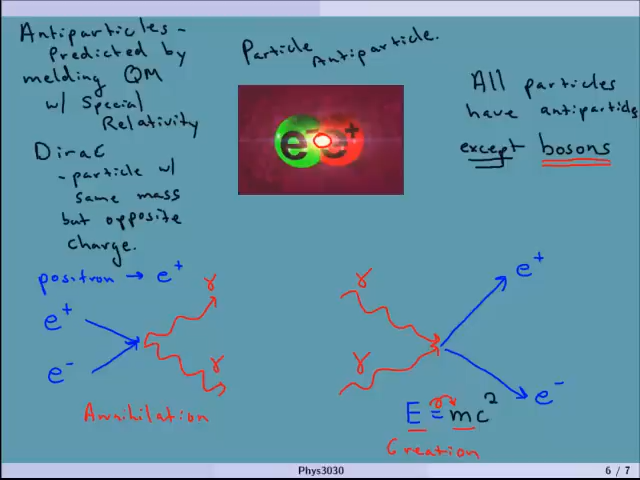 Antiparticles -
Predicted by
melding QM
w/ Special
Relativity
Dirac
- particle w/
same mass
but opposite
charge.
positron → e⁺
Particle Antiparticle.
e⁻ e⁺
All particles
have antiparticles
except bosons
e⁺
e⁻
γ
γ
Annihilation
γ
γ
e⁺
e⁻
E = mc²
Creation
Phys3030
6 / 7